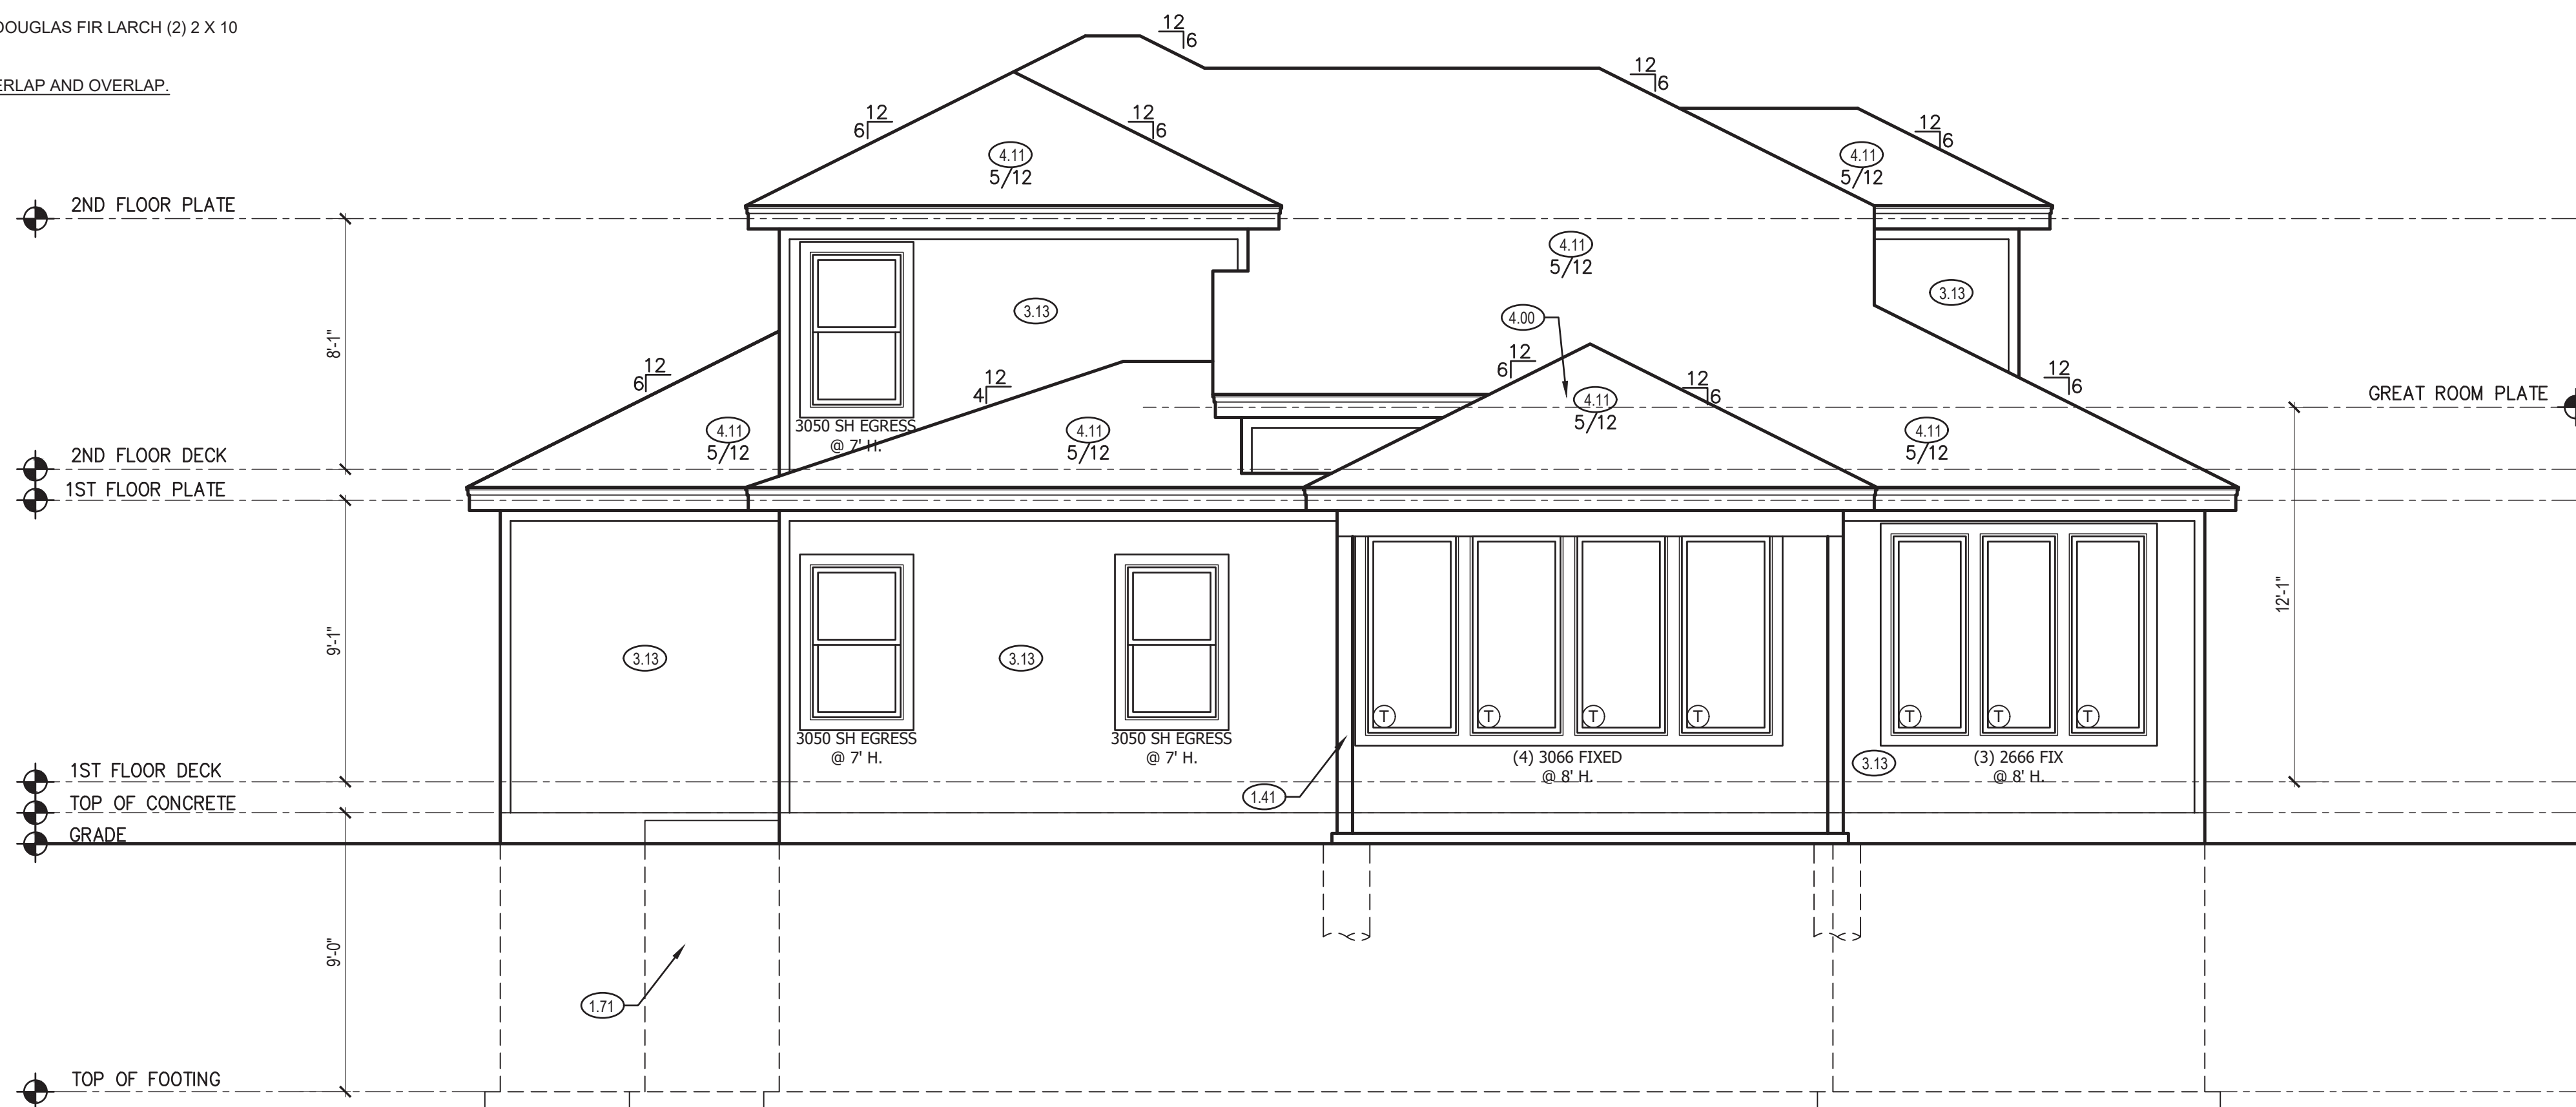 DOUGLAS FIR LARCH (2) 2 X 10
ERLAP AND OVERLAP.
12
6
12
6
12
6
12
6
12
6
4.11
5/12
4.11
5/12
2ND FLOOR PLATE
4.11
5/12
3.13
3.13
4.00
8'-1"
12
6
12
4
12
6
12
6
12
6
GREAT ROOM PLATE
4.11
5/12
3050 SH EGRESS
@ 7' H.
4.11
5/12
4.11
5/12
4.11
5/12
2ND FLOOR DECK
1ST FLOOR PLATE
9'-1"
12'-1"
3.13
3.13
T
T
T
T
T
T
T
3050 SH EGRESS
@ 7' H.
3050 SH EGRESS
@ 7' H.
(4) 3066 FIXED
@ 8' H.
3.13
(3) 2666 FIX
@ 8' H.
1ST FLOOR DECK
1.41
TOP OF CONCRETE
GRADE
9'-0"
1.71
TOP OF FOOTING